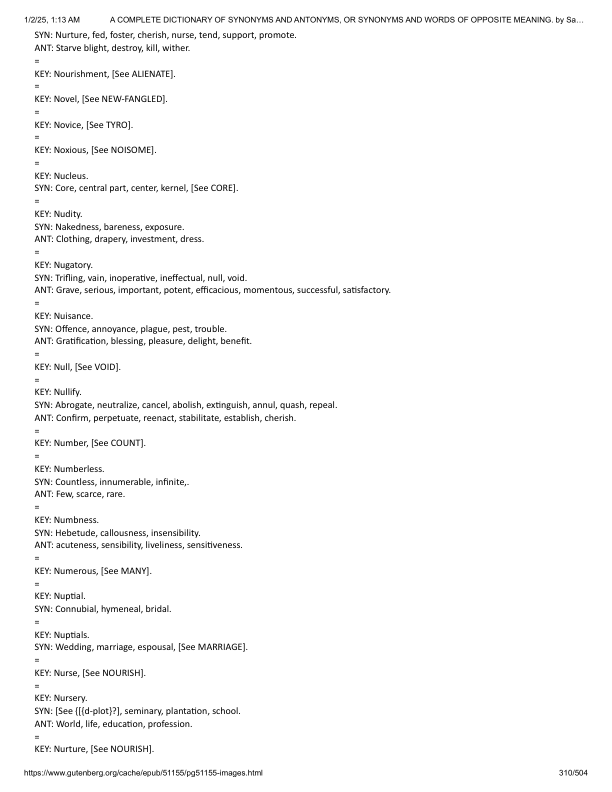 1/2/25, 1:13 AM A COMPLETE DICTIONARY OF SYNONYMS AND ANTONYMS, OR SYNONYMS AND WORDS OF OPPOSITE MEANING. by Sa…
SYN: Nurture, fed, foster, cherish, nurse, tend, support, promote.
ANT: Starve blight, destroy, kill, wither.
=
KEY: Nourishment, [See ALIENATE].
=
KEY: Novel, [See NEW-FANGLED].
=
KEY: Novice, [See TYRO].
=
KEY: Noxious, [See NOISOME].
=
KEY: Nucleus.
SYN: Core, central part, center, kernel, [See CORE].
=
KEY: Nudity.
SYN: Nakedness, bareness, exposure.
ANT: Clothing, drapery, investment, dress.
=
KEY: Nugatory.
SYN: Trifling, vain, inoperative, ineffectual, null, void.
ANT: Grave, serious, important, potent, efficacious, momentous, successful, satisfactory.
=
KEY: Nuisance.
SYN: Offence, annoyance, plague, pest, trouble.
ANT: Gratification, blessing, pleasure, delight, benefit.
=
KEY: Null, [See VOID].
=
KEY: Nullify.
SYN: Abrogate, neutralize, cancel, abolish, extinguish, annul, quash, repeal.
ANT: Confirm, perpetuate, reenact, stabilitate, establish, cherish.
=
KEY: Number, [See COUNT].
=
KEY: Numberless.
SYN: Countless, innumerable, infinite,.
ANT: Few, scarce, rare.
=
KEY: Numbness.
SYN: Hebetude, callousness, insensibility.
ANT: acuteness, sensibility, liveliness, sensitiveness.
=
KEY: Numerous, [See MANY].
=
KEY: Nuptial.
SYN: Connubial, hymeneal, bridal.
=
KEY: Nuptials.
SYN: Wedding, marriage, espousal, [See MARRIAGE].
=
KEY: Nurse, [See NOURISH].
=
KEY: Nursery.
SYN: [See {[{d-plot}?], seminary, plantation, school.
ANT: World, life, education, profession.
=
KEY: Nurture, [See NOURISH].
https://www.gutenberg.org/cache/epub/51155/pg51155-images.html 310/504